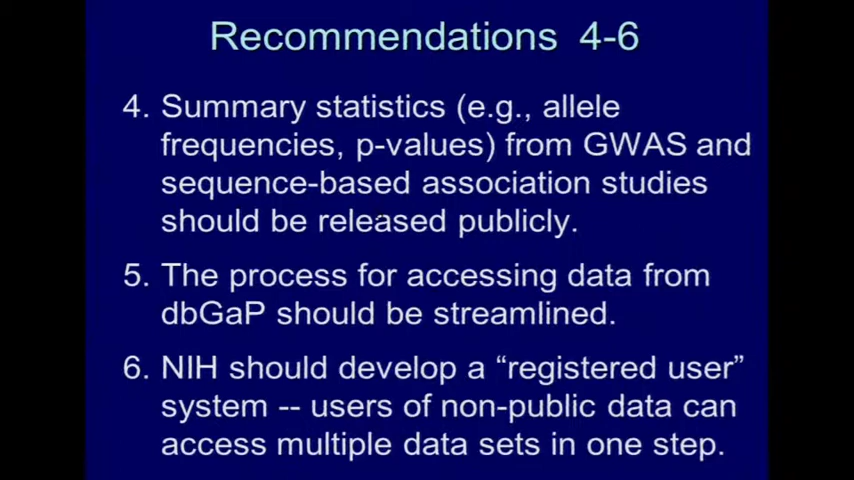 Recommendations 4-6
4. Summary statistics (e.g., allele
frequencies, p-values) from GWAS and
sequence-based association studies
should be released publicly.
5. The process for accessing data from
dbGaP should be streamlined.
6. NIH should develop a “registered user”
system -- users of non-public data can
access multiple data sets in one step.